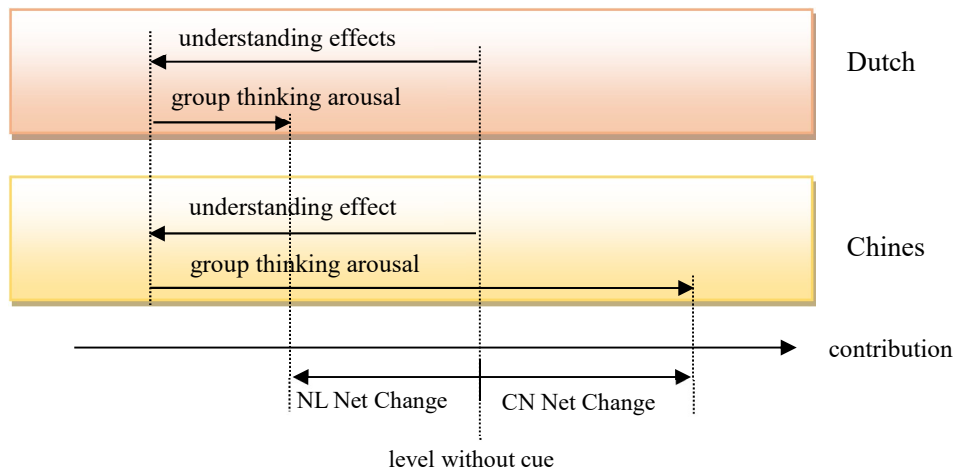 understanding effects
Dutch
group thinking arousal
understanding effect
Chines
group thinking arousal
contribution
NL Net Change
CN Net Change
level without cue